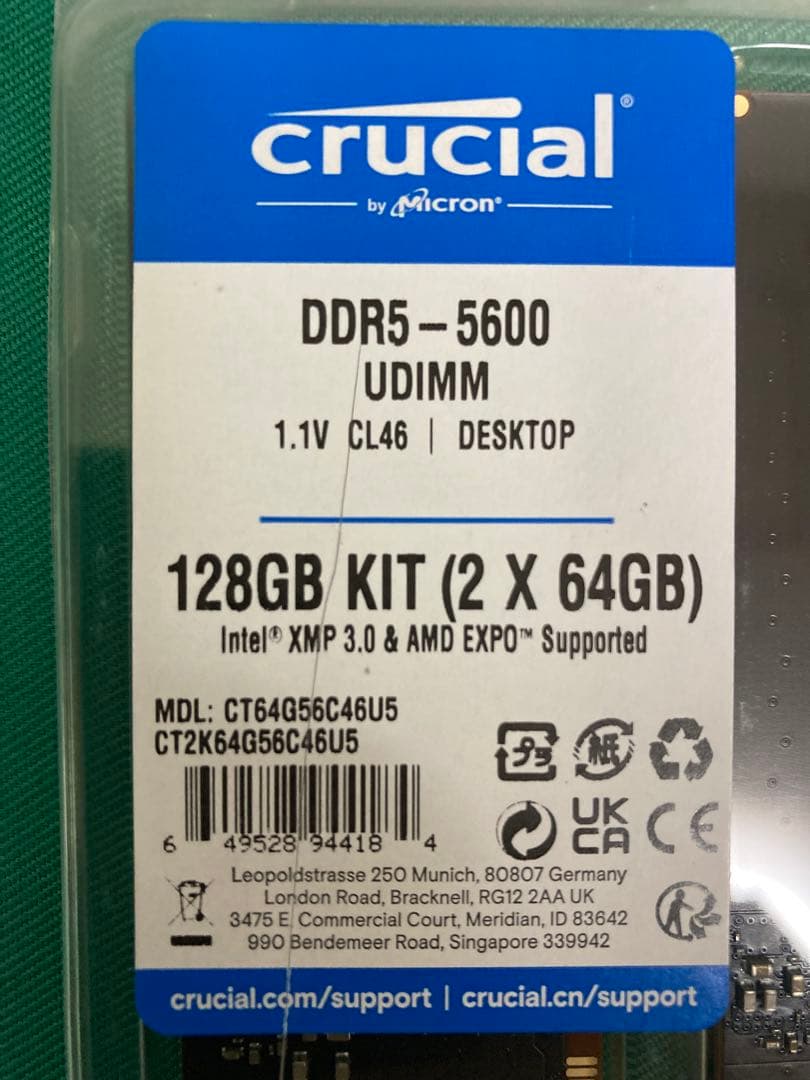 crucial®
by Micron®
DDR5-5600
UDIMM
1.1V CL46 | DESKTOP
128GB KIT (2 X 64GB)
Intel® XMP 3.0 & AMD EXPO™ Supported
MDL: CT64G56C46U5
CT2K64G56C46U5
プラ
紙
UK
CA
CE
6 49528 94418 4
Leopoldstrasse 250 Munich, 80807 Germany
London Road, Bracknell, RG12 2AA UK
3475 E Commercial Court, Meridian, ID 83642
990 Bendemeer Road, Singapore 339942
crucial.com/support | crucial.cn/support